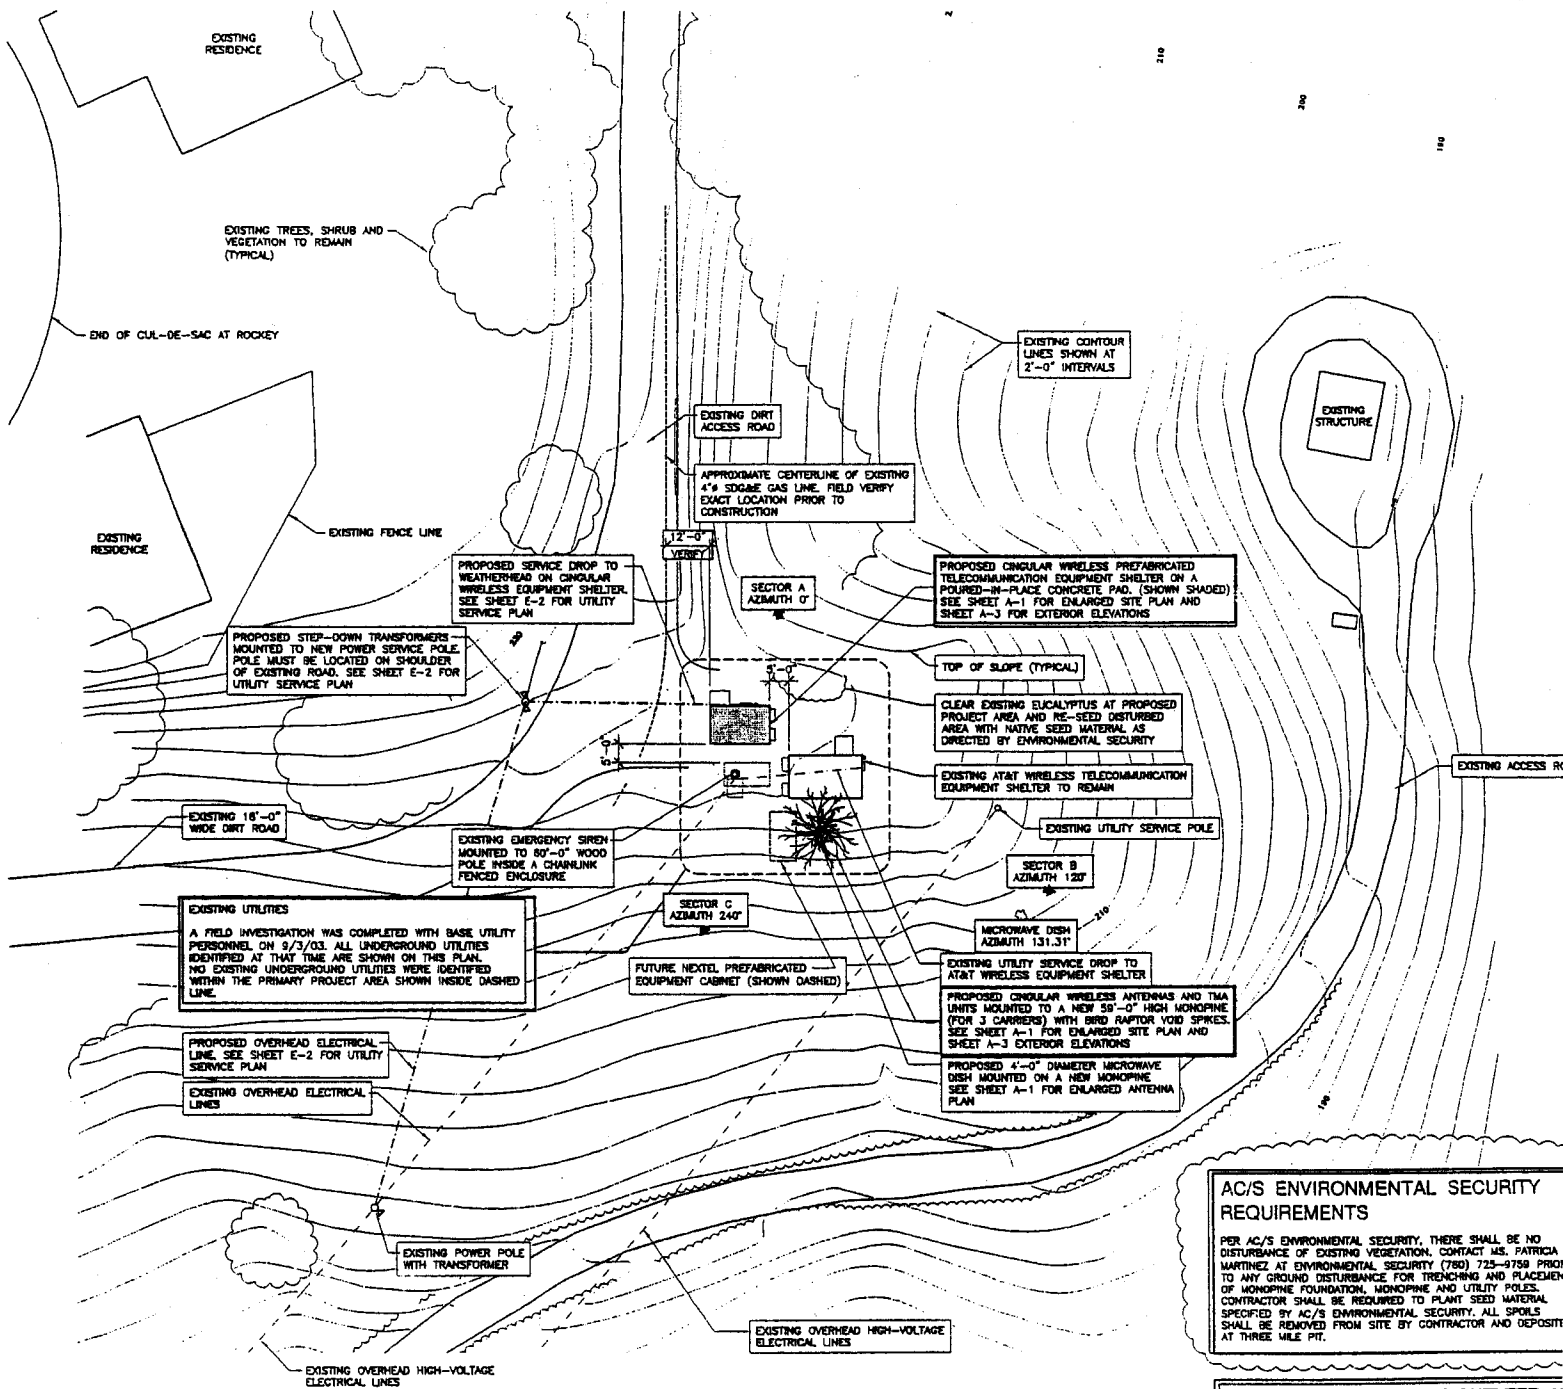 EXISTING
RESIDENCE
210
200
190
EXISTING TREES, SHRUB AND
VEGETATION TO REMAIN
(TYPICAL)
END OF CUL-DE-SAC AT ROCKEY
EXISTING CONTOUR
LINES SHOWN AT
2'-0" INTERVALS
EXISTING
STRUCTURE
EXISTING DIRT
ACCESS ROAD
APPROXIMATE CENTERLINE OF EXISTING
4"ø SDG&E GAS LINE. FIELD VERIFY
EXACT LOCATION PRIOR TO
CONSTRUCTION
EXISTING FENCE LINE
EXISTING
RESIDENCE
12'-0"
VERIFY
PROPOSED SERVICE DROP TO
WEATHERHEAD ON CINGULAR
WIRELESS EQUIPMENT SHELTER.
SEE SHEET E-2 FOR UTILITY
SERVICE PLAN
SECTOR A
AZIMUTH 0°
PROPOSED CINGULAR WIRELESS PREFABRICATED
TELECOMMUNICATION EQUIPMENT SHELTER ON A
POURED-IN-PLACE CONCRETE PAD. (SHOWN SHADED)
SEE SHEET A-1 FOR ENLARGED SITE PLAN AND
SHEET A-3 FOR EXTERIOR ELEVATIONS
PROPOSED STEP-DOWN TRANSFORMERS
MOUNTED TO NEW POWER SERVICE POLE.
POLE MUST BE LOCATED ON SHOULDER
OF EXISTING ROAD. SEE SHEET E-2 FOR
UTILITY SERVICE PLAN
230
TOP OF SLOPE (TYPICAL)
5'-0"
CLEAR EXISTING EUCALYPTUS AT PROPOSED
PROJECT AREA AND RE-SEED DISTURBED
AREA WITH NATIVE SEED MATERIAL AS
DIRECTED BY ENVIRONMENTAL SECURITY
5'-0"
EXISTING AT&T WIRELESS TELECOMMUNICATION
EQUIPMENT SHELTER TO REMAIN
EXISTING ACCESS RO
EXISTING 16'-0"
WIDE DIRT ROAD
EXISTING EMERGENCY SIREN
MOUNTED TO 60'-0" WOOD
POLE INSIDE A CHAINLINK
FENCED ENCLOSURE
EXISTING UTILITY SERVICE POLE
SECTOR B
AZIMUTH 120°
EXISTING UTILITIES
A FIELD INVESTIGATION WAS COMPLETED WITH BASE UTILITY
PERSONNEL ON 9/3/03. ALL UNDERGROUND UTILITIES
IDENTIFIED AT THAT TIME ARE SHOWN ON THIS PLAN.
NO EXISTING UNDERGROUND UTILITIES WERE IDENTIFIED
WITHIN THE PRIMARY PROJECT AREA SHOWN INSIDE DASHED
LINE.
SECTOR C
AZIMUTH 240°
210
MICROWAVE DISH
AZIMUTH 131.31°
FUTURE NEXTEL PREFABRICATED
EQUIPMENT CABINET (SHOWN DASHED)
EXISTING UTILITY SERVICE DROP TO
AT&T WIRELESS EQUIPMENT SHELTER
PROPOSED CINGULAR WIRELESS ANTENNAS AND TMA
UNITS MOUNTED TO A NEW 59'-0" HIGH MONOPINE
(FOR 3 CARRIERS) WITH BIRD RAPTOR VOID SPIKES.
SEE SHEET A-1 FOR ENLARGED SITE PLAN AND
SHEET A-3 EXTERIOR ELEVATIONS
PROPOSED OVERHEAD ELECTRICAL
LINE. SEE SHEET E-2 FOR UTILITY
SERVICE PLAN
PROPOSED 4'-0" DIAMETER MICROWAVE
DISH MOUNTED ON A NEW MONOPINE
SEE SHEET A-1 FOR ENLARGED ANTENNA
PLAN
EXISTING OVERHEAD ELECTRICAL
LINES
190
AC/S ENVIRONMENTAL SECURITY
REQUIREMENTS
PER AC/S ENVIRONMENTAL SECURITY, THERE SHALL BE NO
DISTURBANCE OF EXISTING VEGETATION. CONTACT MS. PATRICIA
MARTINEZ AT ENVIRONMENTAL SECURITY (760) 725-9759 PRIOR
TO ANY GROUND DISTURBANCE FOR TRENCHING AND PLACEMEN
OF MONOPINE FOUNDATION, MONOPINE AND UTILITY POLES.
CONTRACTOR SHALL BE REQUIRED TO PLANT SEED MATERIAL
SPECIFIED BY AC/S ENVIRONMENTAL SECURITY. ALL SPOILS
SHALL BE REMOVED FROM SITE BY CONTRACTOR AND DEPOSITE
AT THREE MILE PIT.
EXISTING POWER POLE
WITH TRANSFORMER
EXISTING OVERHEAD HIGH-VOLTAGE
ELECTRICAL LINES
EXISTING OVERHEAD HIGH-VOLTAGE
ELECTRICAL LINES